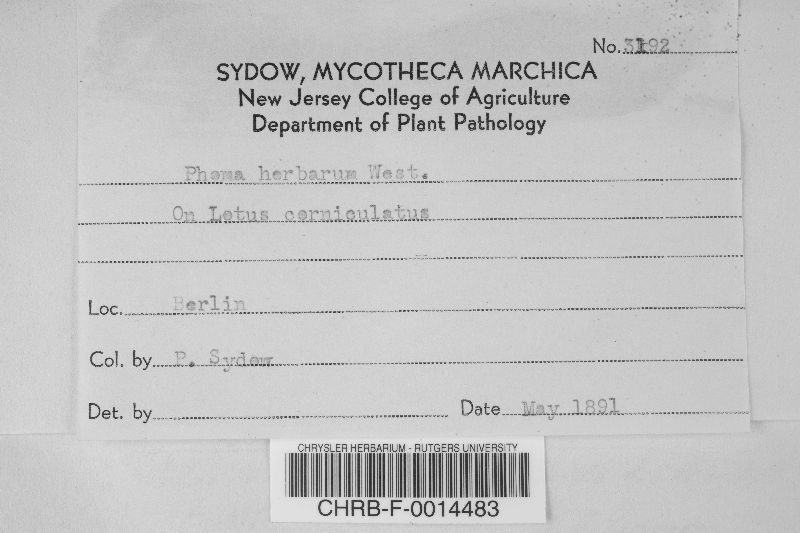 No. 3192
SYDOW, MYCOTHECA MARCHICA
New Jersey College of Agriculture
Department of Plant Pathology
Phoma herbarum West.
On Lotus corniculatus
Loc. Berlin
Col. by P. Sydow
Det. by
Date May 1891
CHRYSLER HERBARIUM - RUTGERS UNIVERSITY
CHRB-F-0014483